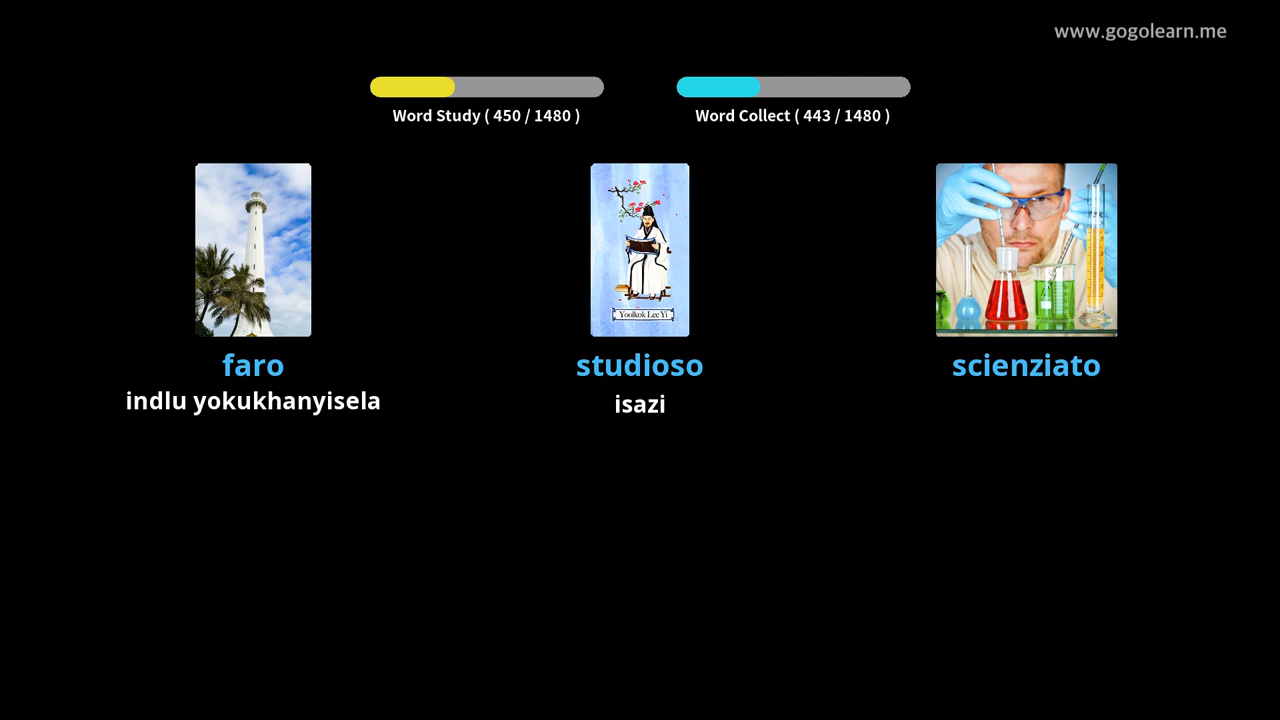 www.gogolearn.me
Word Study ( 450 / 1480 )
Word Collect ( 443 / 1480 )
Yoolkok Lee Yi
faro
studioso
scienziato
indlu yokukhanyisela
isazi